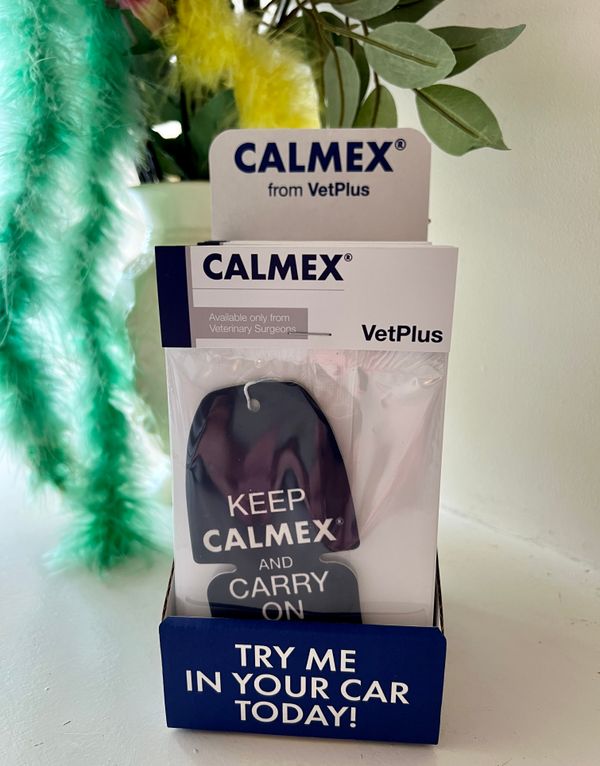 CALMEX®
from VetPlus
CALMEX®
Available only from
Veterinary Surgeons
VetPlus
KEEP
CALMEX®
AND
CARRY
ON
TRY ME
IN YOUR CAR
TODAY!